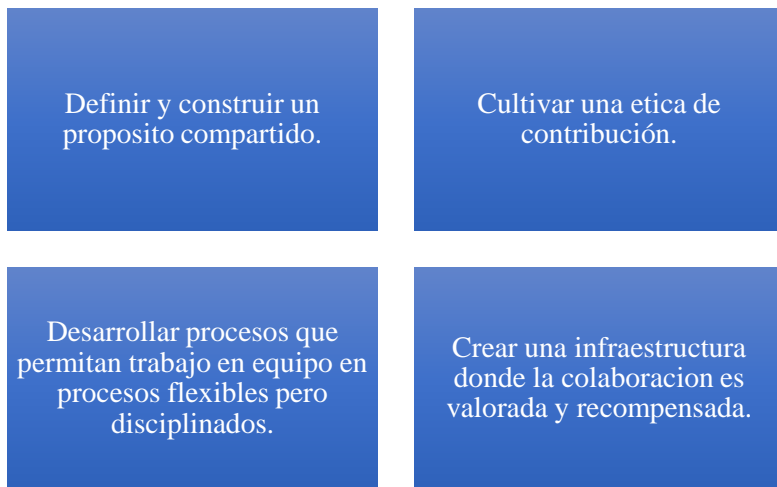 Definir y construir un
proposito compartido.
Cultivar una etica de
contribución.
Desarrollar procesos que
permitan trabajo en equipo en
procesos flexibles pero
disciplinados.
Crear una infraestructura
donde la colaboracion es
valorada y recompensada.